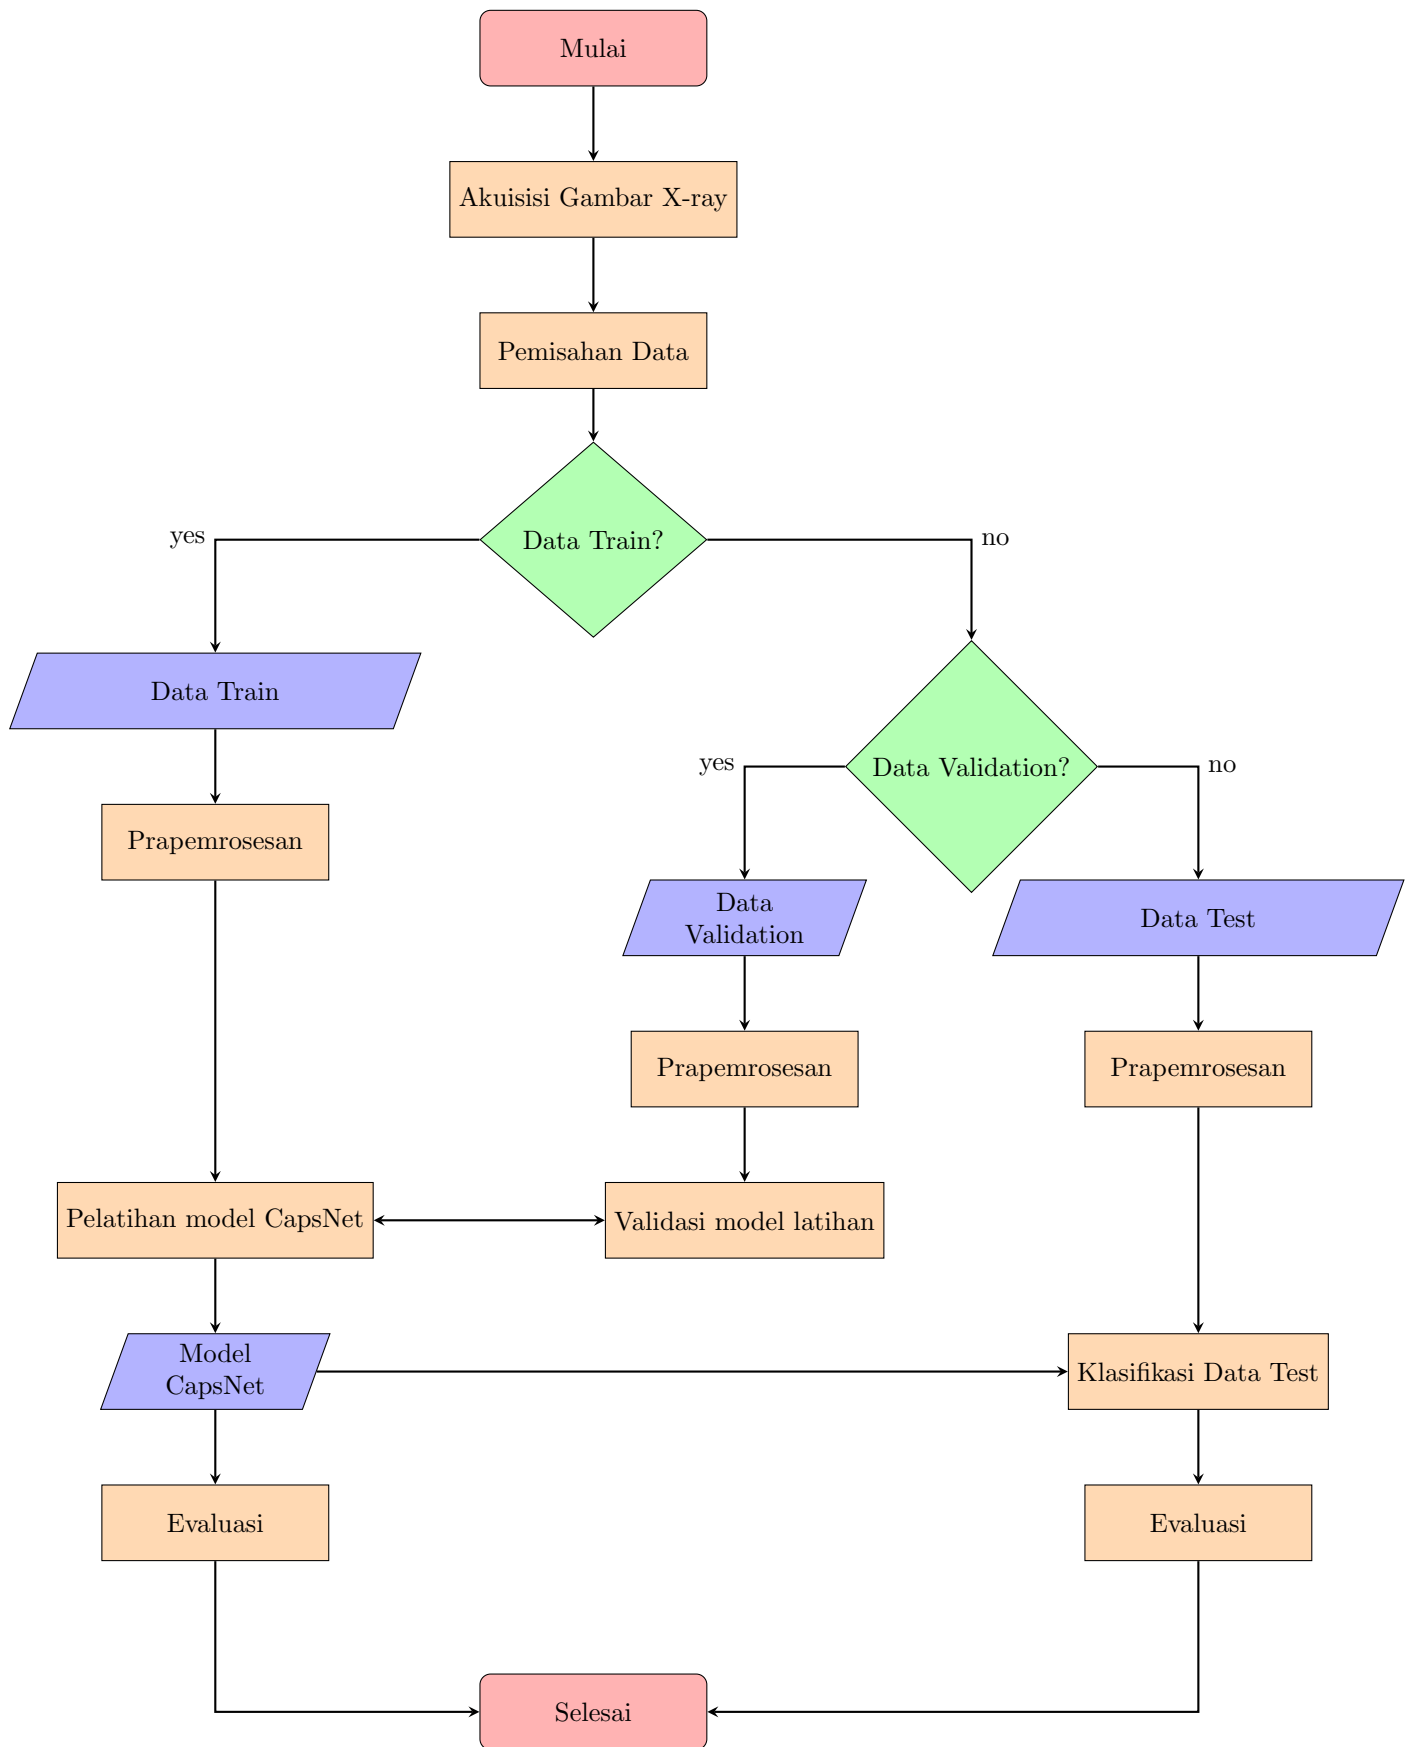 Mulai
Akuisisi Gambar X-ray
Pemisahan Data
Data Train?
yes
no
Data Train
Data Validation?
yes
no
Prapemrosesan
Data
Validation
Data Test
Prapemrosesan
Prapemrosesan
Pelatihan model CapsNet
Validasi model latihan
Model
CapsNet
Klasifikasi Data Test
Evaluasi
Evaluasi
Selesai